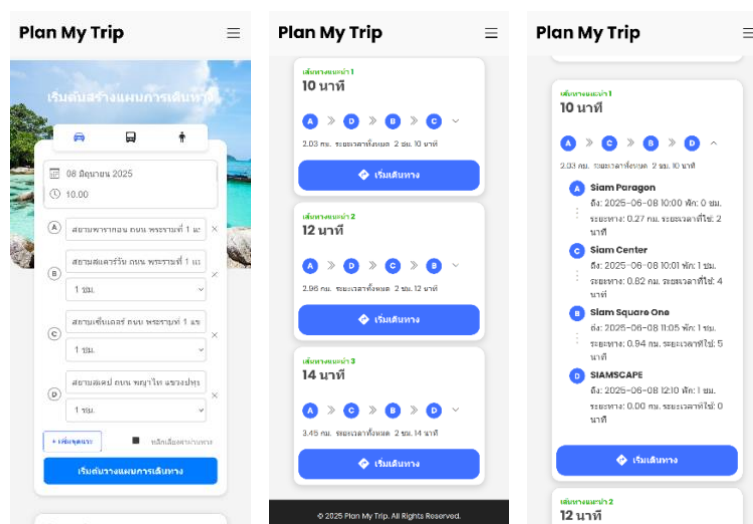 Plan My Trip
เริ่มต้นสร้างแผนการเดินทาง
08 มิถุนายน 2025
10.00
A
สยามพารากอน ถนน พระรามที่ 1
B
สยามสแควร์วัน ถนน พระรามที่ 1
1 ชม.
C
สยามเซ็นเตอร์ ถนน พระรามที่ 1
1 ชม.
D
สยามสเคป ถนน พญาไท
1 ชม.
+ เพิ่มจุดแวะ
หลีกเลี่ยงค่าผ่านทาง
เริ่มต้นวางแผนการเดินทาง
Plan My Trip
เส้นทางแนะนำ 1
10 นาที
A » D » B » C
2.03 กม. ระยะเวลาทั้งหมด 2 ชม. 10 นาที
เริ่มเดินทาง
เส้นทางแนะนำ 2
12 นาที
A » D » C » B
2.96 กม. ระยะเวลาทั้งหมด 2 ชม. 12 นาที
เริ่มเดินทาง
เส้นทางแนะนำ 3
14 นาที
A » C » B » D
3.45 กม. ระยะเวลาทั้งหมด 2 ชม. 14 นาที
เริ่มเดินทาง
© 2025 Plan My Trip. All Rights Reserved.
Plan My Trip
เส้นทางแนะนำ 1
10 นาที
A » C » B » D
2.03 กม. ระยะเวลาทั้งหมด 2 ชม. 10 นาที
A Siam Paragon
ถึง: 2025-06-08 10:00 พัก: 0 ชม.
ระยะทาง: 0.27 กม. ระยะเวลาที่ใช้: 2
นาที
C Siam Center
ถึง: 2025-06-08 10:01 พัก: 1 ชม.
ระยะทาง: 0.82 กม. ระยะเวลาที่ใช้: 4
นาที
B Siam Square One
ถึง: 2025-06-08 11:05 พัก: 1 ชม.
ระยะทาง: 0.94 กม. ระยะเวลาที่ใช้: 5
นาที
D SIAMSCAPE
ถึง: 2025-06-08 12:10 พัก: 1 ชม.
ระยะทาง: 0.00 กม. ระยะเวลาที่ใช้: 0
นาที
เริ่มเดินทาง
เส้นทางแนะนำ 2
12 นาที